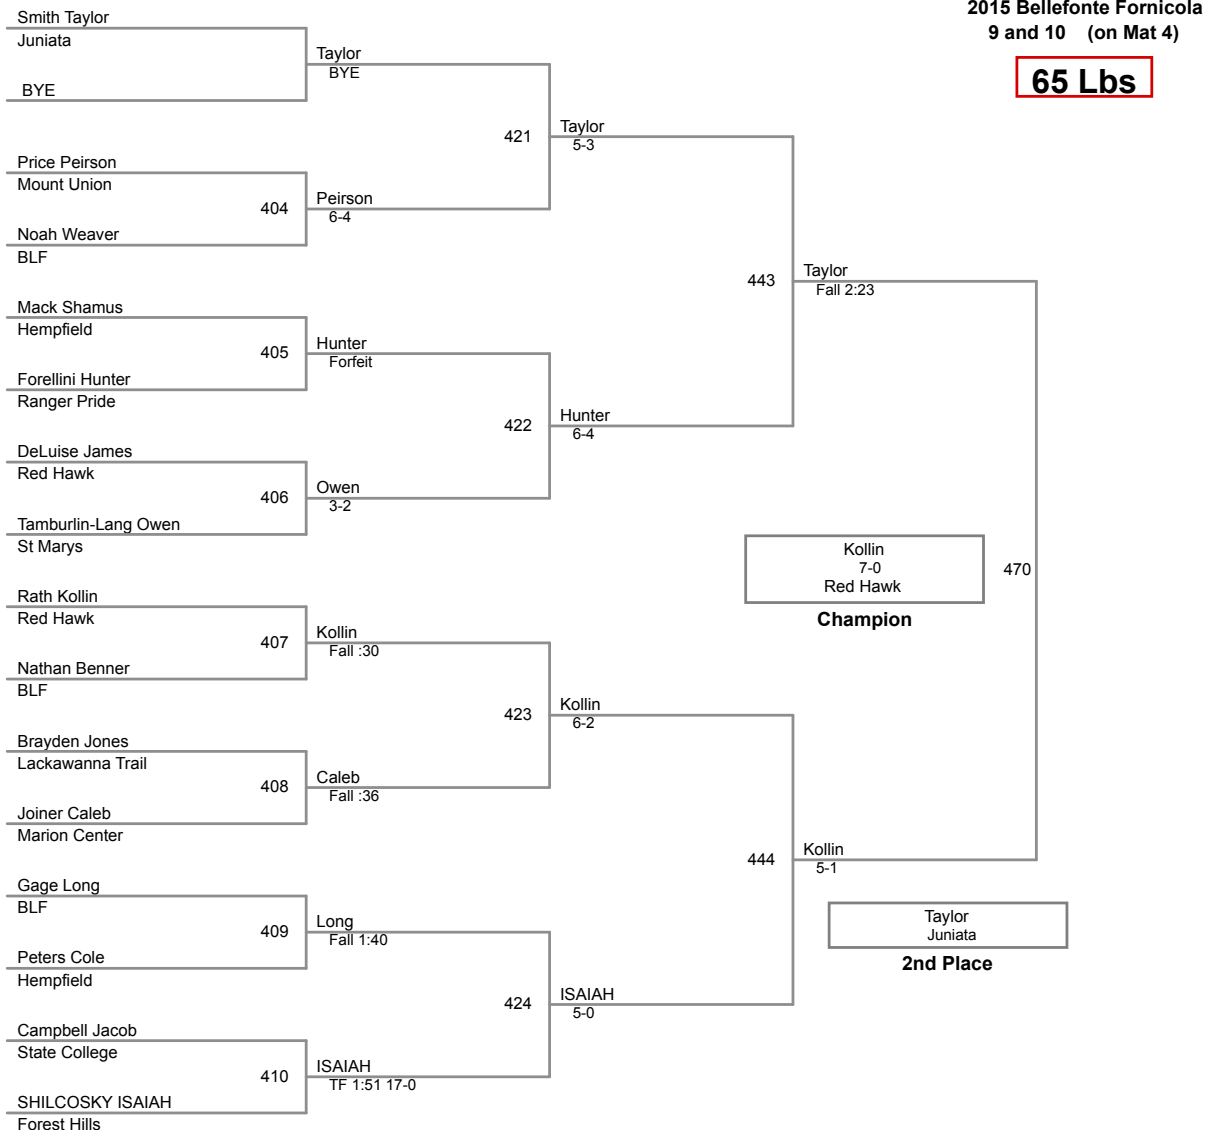 2015 Bellefonte Fornicola
9 and 10 (on Mat 4)
65 Lbs
Smith Taylor
Juniata
BYE
Taylor
BYE
421
Taylor
5-3
Price Peirson
Mount Union
404
Peirson
6-4
Noah Weaver
BLF
443
Taylor
Fall 2:23
Mack Shamus
Hempfield
405
Hunter
Forfeit
Forellini Hunter
Ranger Pride
422
Hunter
6-4
DeLuise James
Red Hawk
406
Owen
3-2
Tamburlin-Lang Owen
St Marys
Kollin
7-0
Red Hawk
Champion
470
Rath Kollin
Red Hawk
407
Kollin
Fall :30
Nathan Benner
BLF
423
Kollin
6-2
Brayden Jones
Lackawanna Trail
408
Caleb
Fall :36
Joiner Caleb
Marion Center
444
Kollin
5-1
Gage Long
BLF
409
Long
Fall 1:40
Peters Cole
Hempfield
Taylor
Juniata
2nd Place
424
ISAIAH
5-0
Campbell Jacob
State College
410
ISAIAH
TF 1:51 17-0
SHILCOSKY ISAIAH
Forest Hills